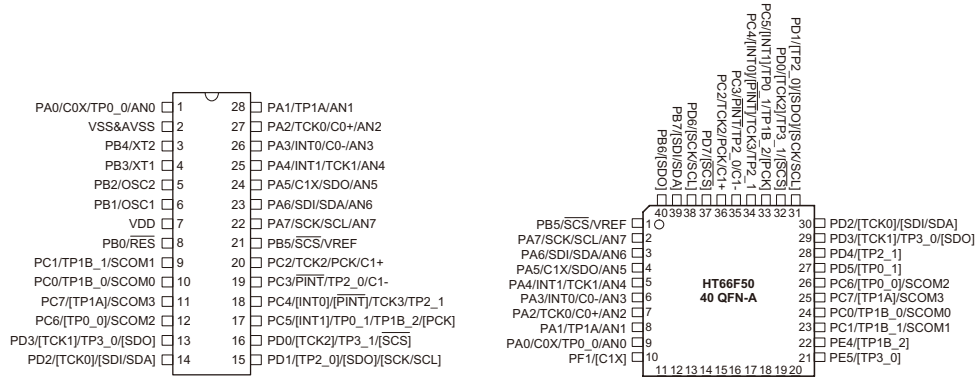 PA0/C0X/TP0_0/AN0 1
VSS&AVSS 2
PB4/XT2 3
PB3/XT1 4
PB2/OSC2 5
PB1/OSC1 6
VDD 7
PB0/RES 8
PC1/TP1B_1/SCOM1 9
PC0/TP1B_0/SCOM0 10
PC7/[TP1A]/SCOM3 11
PC6/[TP0_0]/SCOM2 12
PD3/[TCK1]/TP3_0/[SDO] 13
PD2/[TCK0]/[SDI/SDA] 14
28 PA1/TP1A/AN1
27 PA2/TCK0/C0+/AN2
26 PA3/INT0/C0-/AN3
25 PA4/INT1/TCK1/AN4
24 PA5/C1X/SDO/AN5
23 PA6/SDI/SDA/AN6
22 PA7/SCK/SCL/AN7
21 PB5/SCS/VREF
20 PC2/TCK2/PCK/C1+
19 PC3/PINT/TP2_0/C1-
18 PC4/[INT0]/[PINT]/TCK3/TP2_1
17 PC5/[INT1]/TP0_1/TP1B_2/[PCK]
16 PD0/[TCK2]/TP3_1/[SCS]
15 PD1/[TP2_0]/[SDO]/[SCK/SCL]
PB6/[SDO] 40
PB7/[SDI/SDA] 39
PD6/[SCK/SCL] 38
PD7/[SCS] 37
PC2/TCK2/PCK/C1+ 36
PC3/PINT/TP2_0/C1- 35
PC4/[INT0]/[PINT]/TCK3/TP2_1 34
PC5/[INT1]/TP0_1/TP1B_2/[PCK] 33
PD0/[TCK2]/TP3_1/[SCS] 32
PD1/[TP2_0]/[SDO]/[SCK/SCL] 31
PB5/SCS/VREF 1
PA7/SCK/SCL/AN7 2
PA6/SDI/SDA/AN6 3
PA5/C1X/SDO/AN5 4
PA4/INT1/TCK1/AN4 5
PA3/INT0/C0-/AN3 6
PA2/TCK0/C0+/AN2 7
PA1/TP1A/AN1 8
PA0/C0X/TP0_0/AN0 9
PF1/[C1X] 10
HT66F50
40 QFN-A
30 PD2/[TCK0]/[SDI/SDA]
29 PD3/[TCK1]/TP3_0/[SDO]
28 PD4/[TP2_1]
27 PD5/[TP0_1]
26 PC6/[TP0_0]/SCOM2
25 PC7/[TP1A]/SCOM3
24 PC0/TP1B_0/SCOM0
23 PC1/TP1B_1/SCOM1
22 PE4/[TP1B_2]
21 PE5/[TP3_0]
11 12 13 14 15 16 17 18 19 20